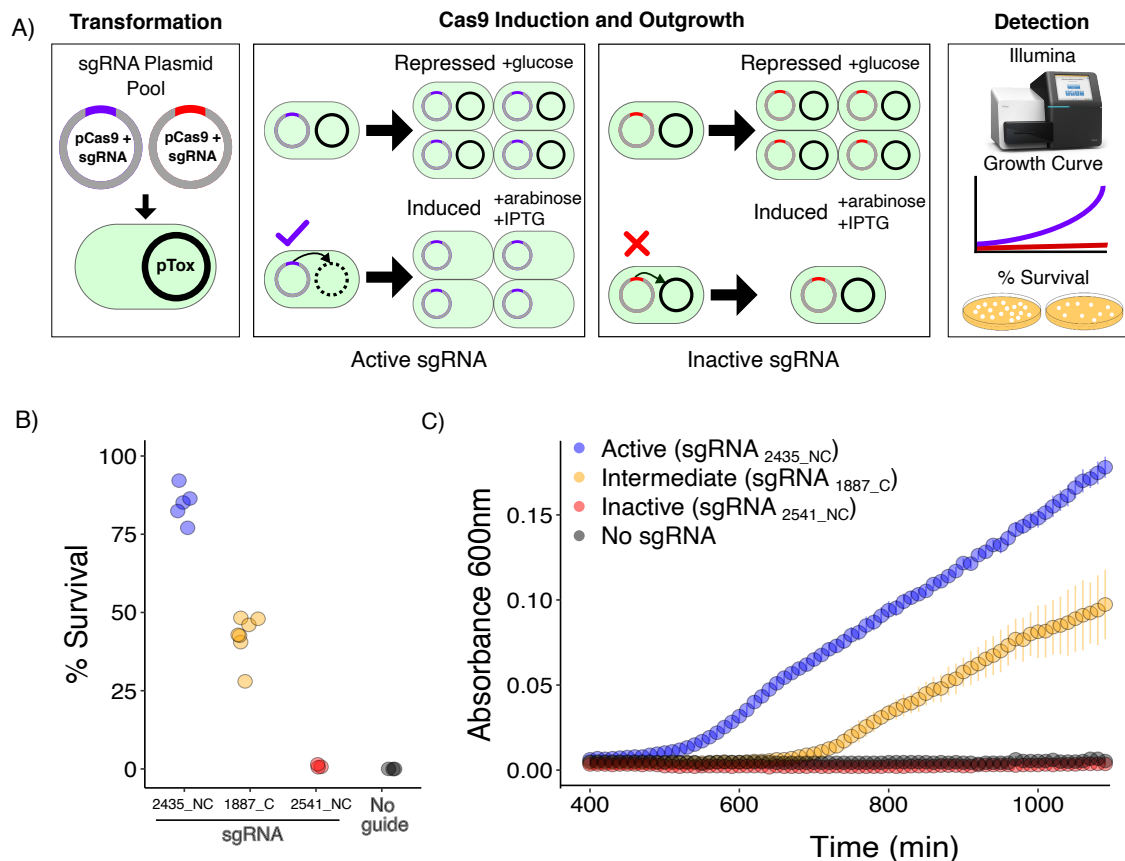 A)
Transformation
Cas9 Induction and Outgrowth
Detection
sgRNA Plasmid
Pool
pCas9 +
sgRNA
pCas9 +
sgRNA
pTox
Repressed +glucose
Induced +arabinose
+IPTG
Active sgRNA
Repressed +glucose
Induced +arabinose
+IPTG
Inactive sgRNA
Illumina
Growth Curve
% Survival
B)
% Survival
100
75
50
25
0
2435_NC
1887_C
2541_NC
No
guide
sgRNA
C)
Active (sgRNA 2435_NC)
Intermediate (sgRNA 1887_C)
Inactive (sgRNA 2541_NC)
No sgRNA
Absorbance 600nm
0.15
0.10
0.05
0.00
400
600
800
1000
Time (min)